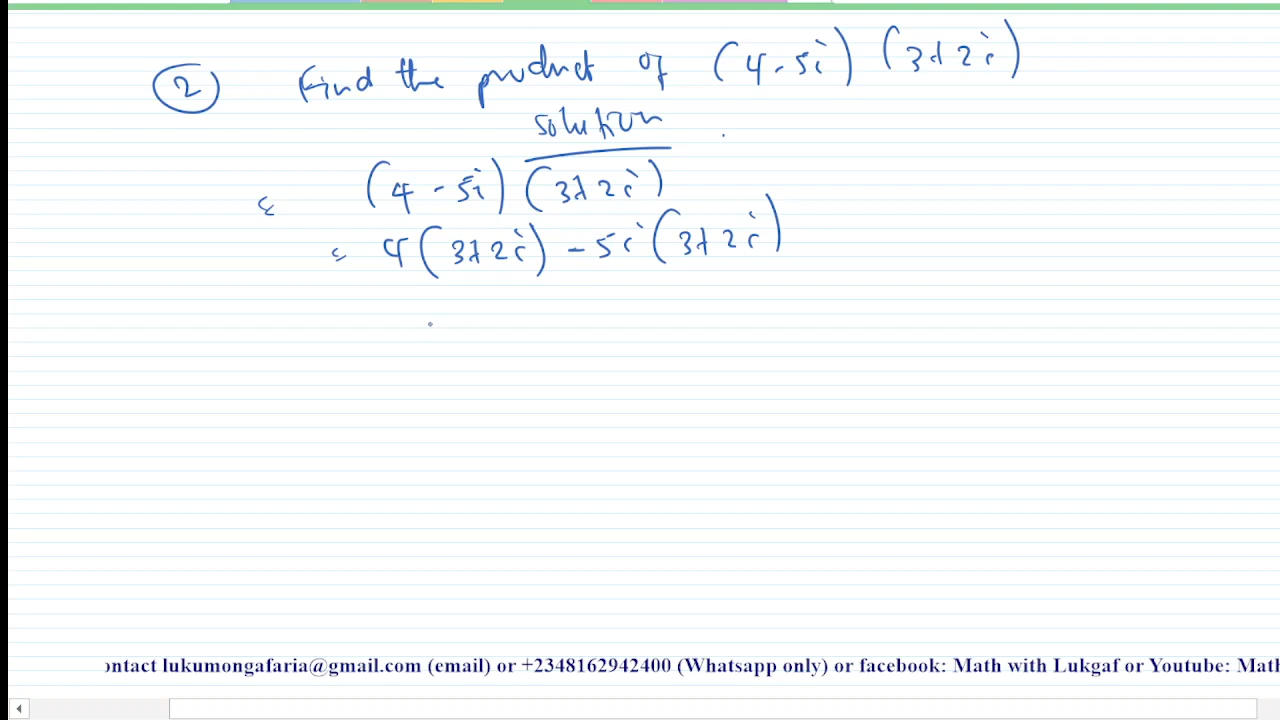 ② Find the product of (4-5i) (3+2i)
solution
= (4-5i) (3+2i)
= 4(3+2i) - 5i(3+2i)
ontact lukumongafaria@gmail.com (email) or +2348162942400 (Whatsapp only) or facebook: Math with Lukgaf or Youtube: Math